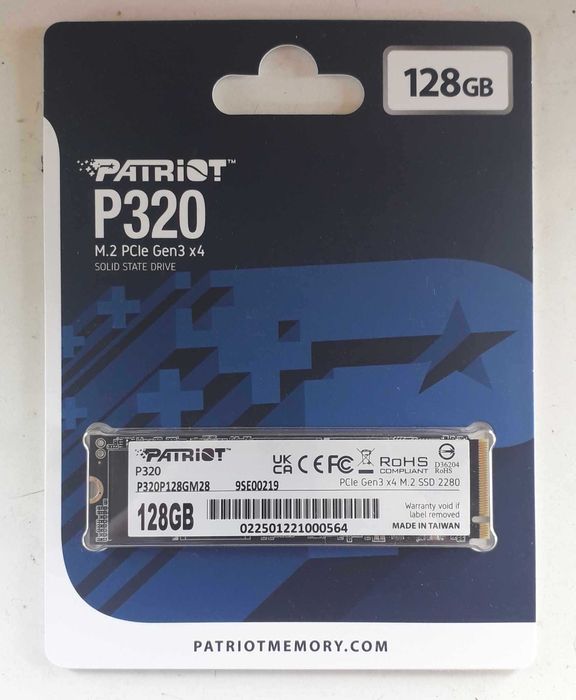 128GB
PATRIOT™
P320
M.2 PCIe Gen3 x4
SOLID STATE DRIVE
PATRIOT™
P320
P320P128GM28 9SE00219
UK CA CE FC RoHS COMPLIANT D36204 RoHS
PCIe Gen3 x4 M.2 SSD 2280
128GB
022501221000564
Warranty void if
label removed
MADE IN TAIWAN
PATRIOTMEMORY.COM